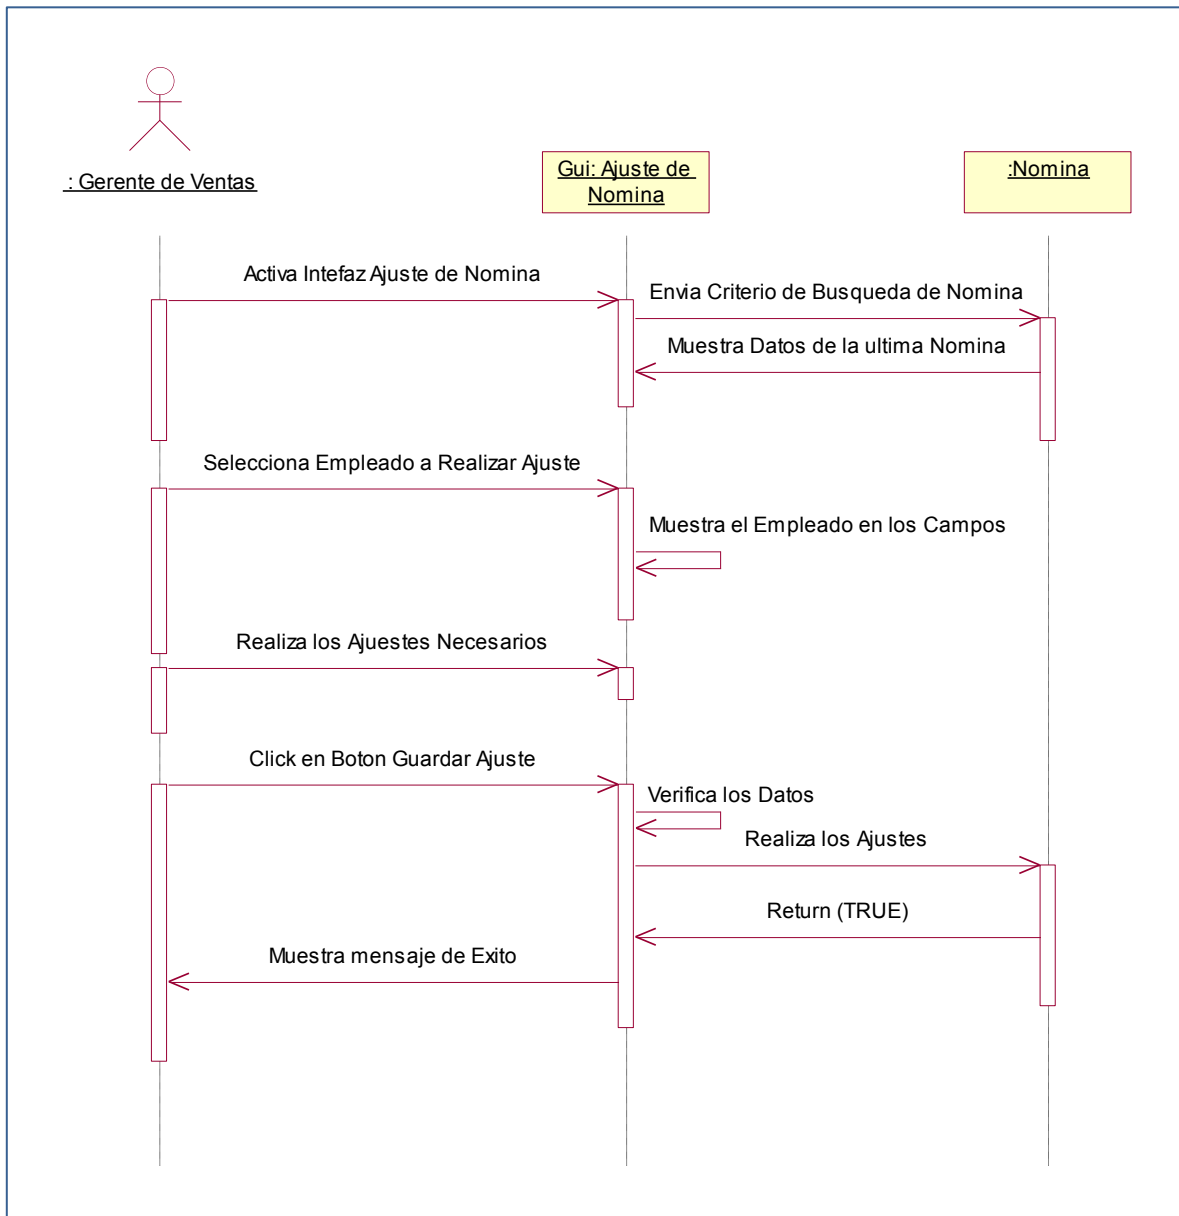 : Gerente de Ventas
Gui: Ajuste de
Nomina
:Nomina
Activa Intefaz Ajuste de Nomina
Envia Criterio de Busqueda de Nomina
Muestra Datos de la ultima Nomina
Selecciona Empleado a Realizar Ajuste
Muestra el Empleado en los Campos
Realiza los Ajuestes Necesarios
Click en Boton Guardar Ajuste
Verifica los Datos
Realiza los Ajustes
Return (TRUE)
Muestra mensaje de Exito